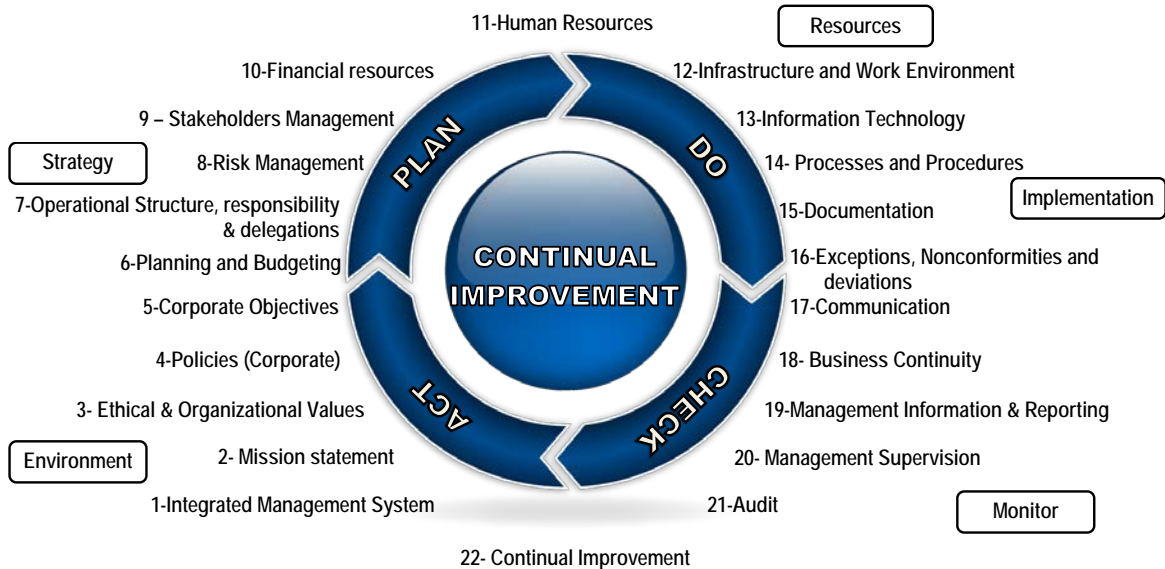 11-Human Resources
Resources
10-Financial resources
12-Infrastructure and Work Environment
9 – Stakeholders Management
13-Information Technology
PLAN
DO
Strategy
8-Risk Management
14- Processes and Procedures
7-Operational Structure, responsibility
& delegations
Implementation
15-Documentation
6-Planning and Budgeting
CONTINUAL
IMPROVEMENT
16-Exceptions, Nonconformities and
deviations
5-Corporate Objectives
17-Communication
4-Policies (Corporate)
18- Business Continuity
ACT
CHECK
3- Ethical & Organizational Values
19-Management Information & Reporting
Environment
2- Mission statement
20- Management Supervision
1-Integrated Management System
21-Audit
Monitor
22- Continual Improvement